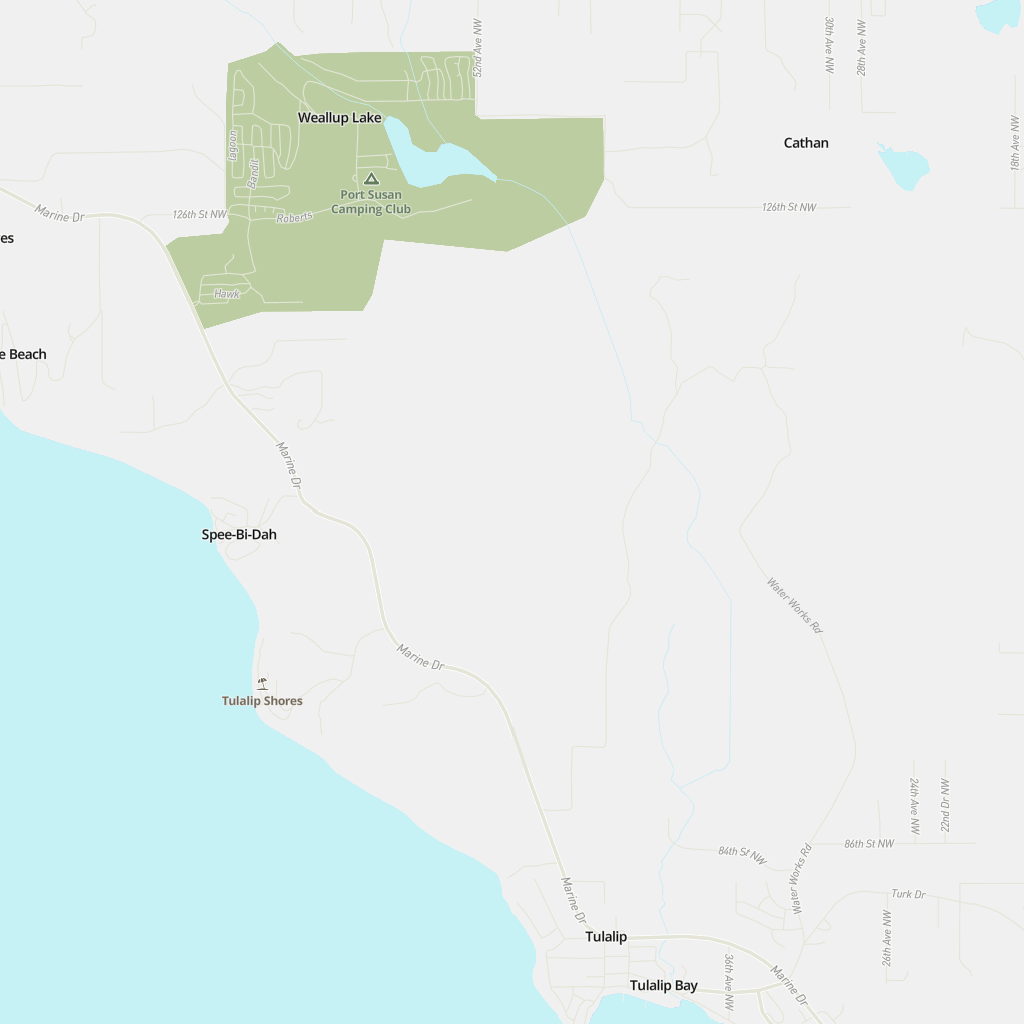 52nd Ave NW
30th Ave NW
28th Ave NW
18th Ave NW
Weallup Lake
Cathan
lagoon
Bandit
Port Susan
Camping Club
Marine Dr
126th St NW
Roberts
126th St NW
es
Hawk
e Beach
Marine Dr
Spee-Bi-Dah
Water Works Rd
Marine Dr
Tulalip Shores
24th Ave NW
22nd Dr NW
84th St NW
86th St NW
Water Works Rd
Marine Dr
Turk Dr
26th Ave NW
Tulalip
36th Ave NW
Tulalip Bay
Marine Dr